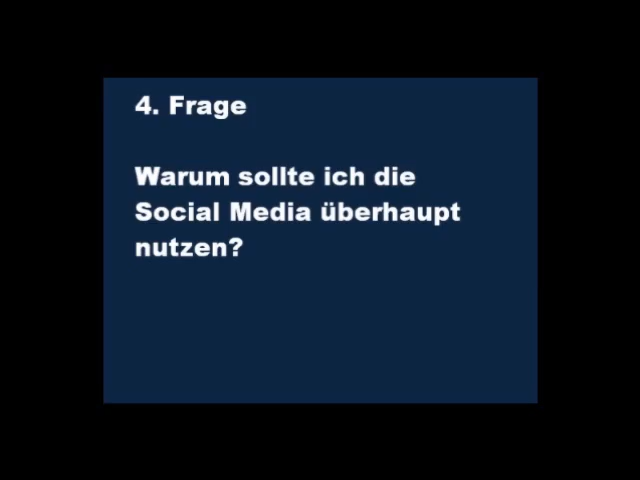 4. Frage
Warum sollte ich die
Social Media überhaupt
nutzen?